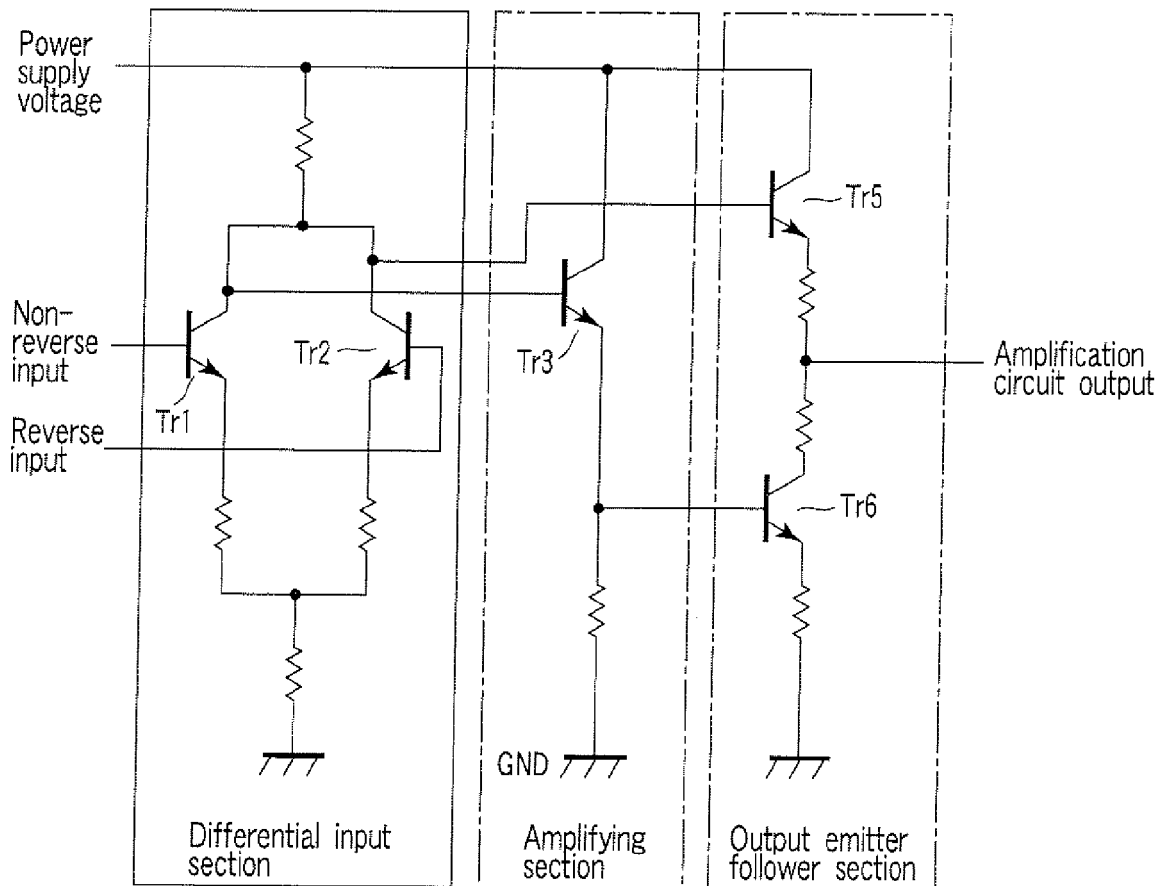 Power
supply
voltage
Tr5
Non-
reverse
input
Tr2
Tr3
Amplification
circuit output
Tr1
Reverse
input
Tr6
GND
Differential input
section
Amplifying
section
Output emitter
follower section